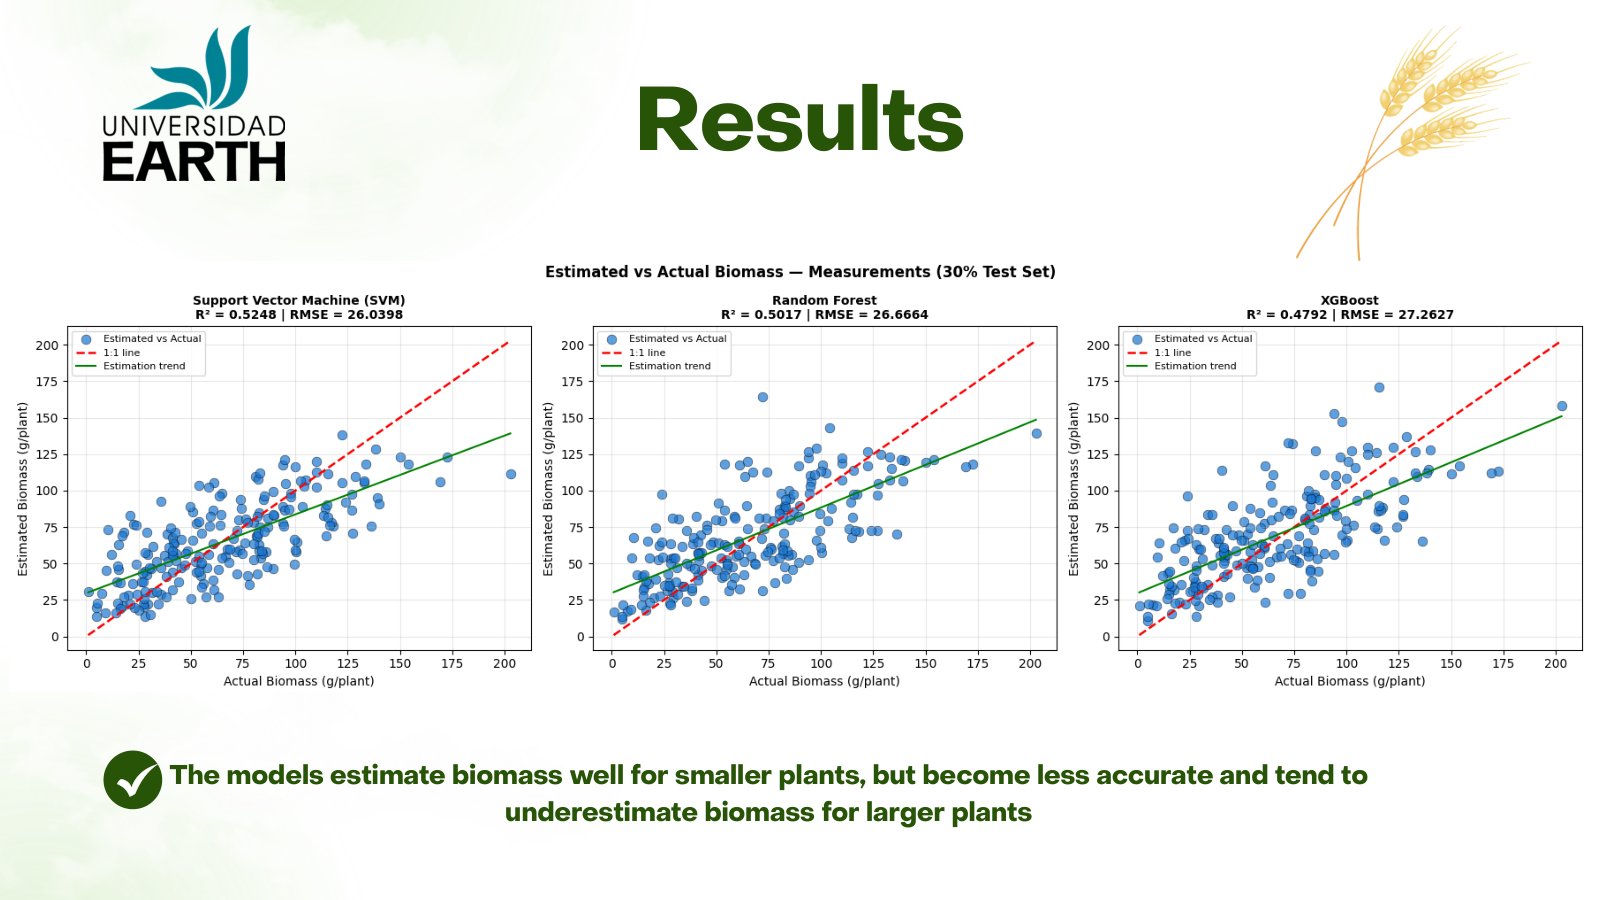 UNIVERSIDAD
EARTH
Results
Estimated vs Actual Biomass — Measurements (30% Test Set)
Support Vector Machine (SVM)
R² = 0.5248 | RMSE = 26.0398
Estimated vs Actual
1:1 line
Estimation trend
Estimated Biomass (g/plant)
200
175
150
125
100
75
50
25
0
0 25 50 75 100 125 150 175 200
Actual Biomass (g/plant)
Random Forest
R² = 0.5017 | RMSE = 26.6664
Estimated vs Actual
1:1 line
Estimation trend
Estimated Biomass (g/plant)
200
175
150
125
100
75
50
25
0
0 25 50 75 100 125 150 175 200
Actual Biomass (g/plant)
XGBoost
R² = 0.4792 | RMSE = 27.2627
Estimated vs Actual
1:1 line
Estimation trend
Estimated Biomass (g/plant)
200
175
150
125
100
75
50
25
0
0 25 50 75 100 125 150 175 200
Actual Biomass (g/plant)
The models estimate biomass well for smaller plants, but become less accurate and tend to
underestimate biomass for larger plants